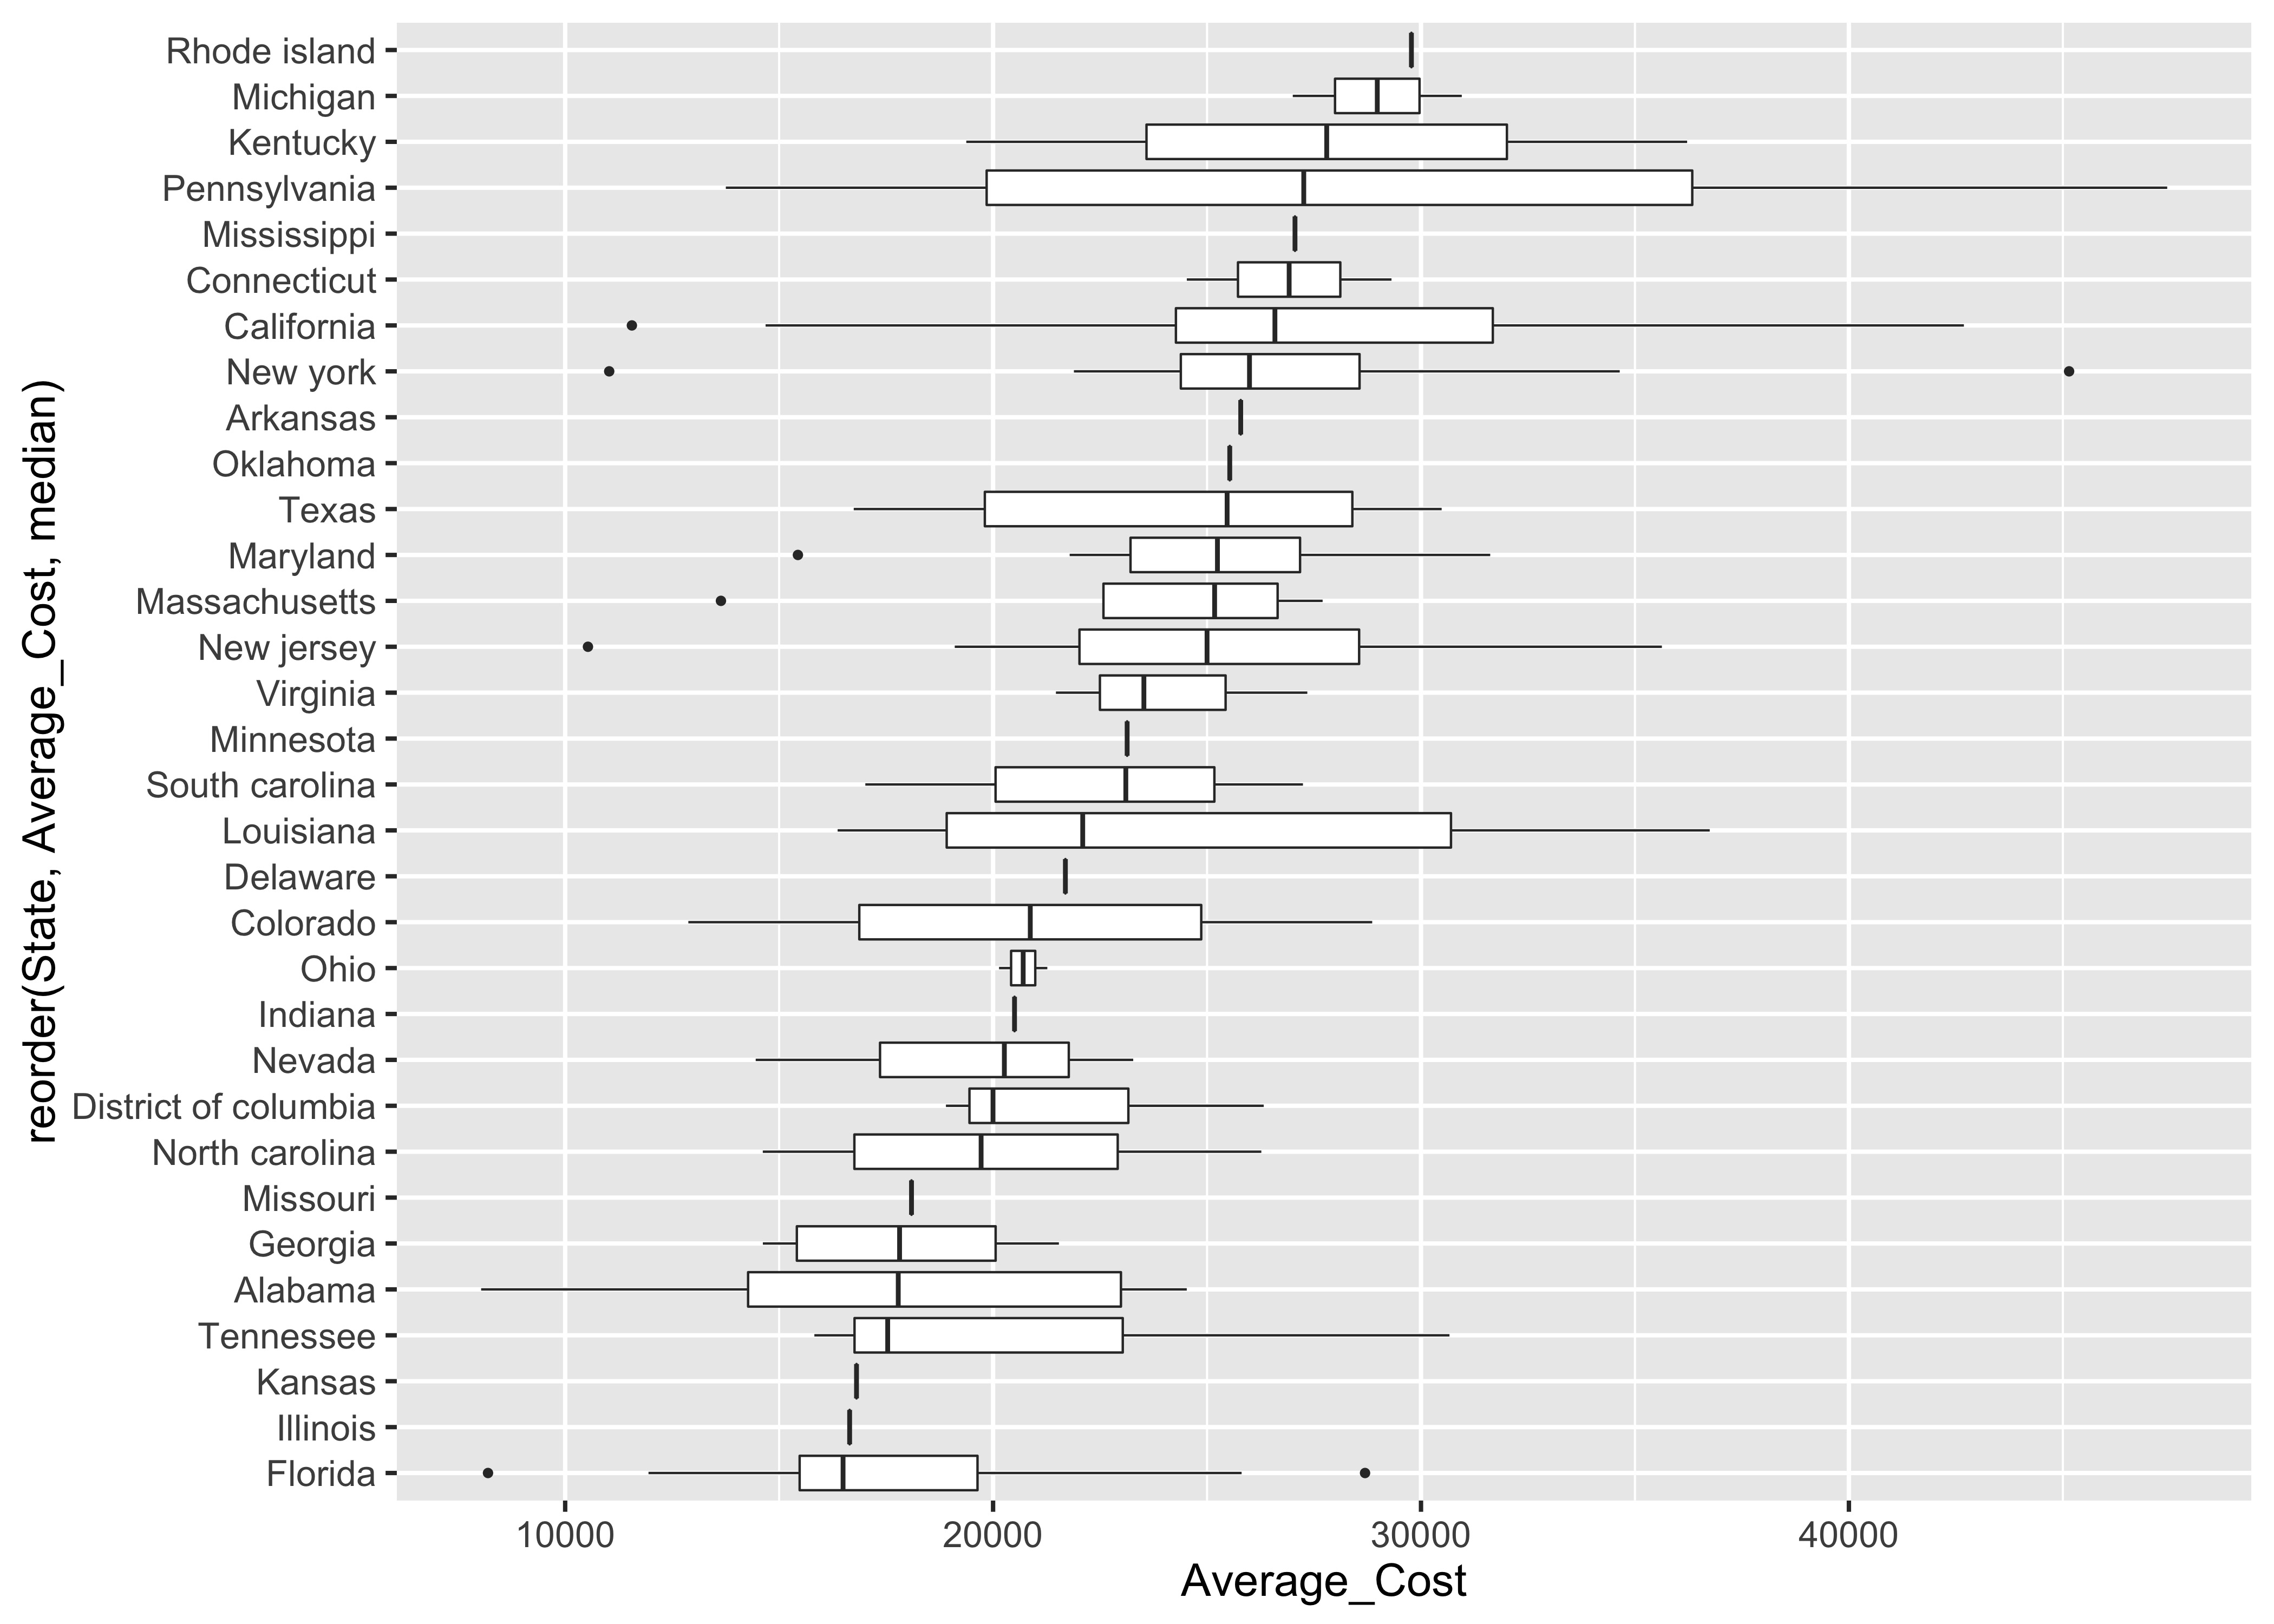 reorder(State, Average_Cost, median)
Rhode island
Michigan
Kentucky
Pennsylvania
Mississippi
Connecticut
California
New york
Arkansas
Oklahoma
Texas
Maryland
Massachusetts
New jersey
Virginia
Minnesota
South carolina
Louisiana
Delaware
Colorado
Ohio
Indiana
Nevada
District of columbia
North carolina
Missouri
Georgia
Alabama
Tennessee
Kansas
Illinois
Florida
10000 20000 30000 40000
Average_Cost